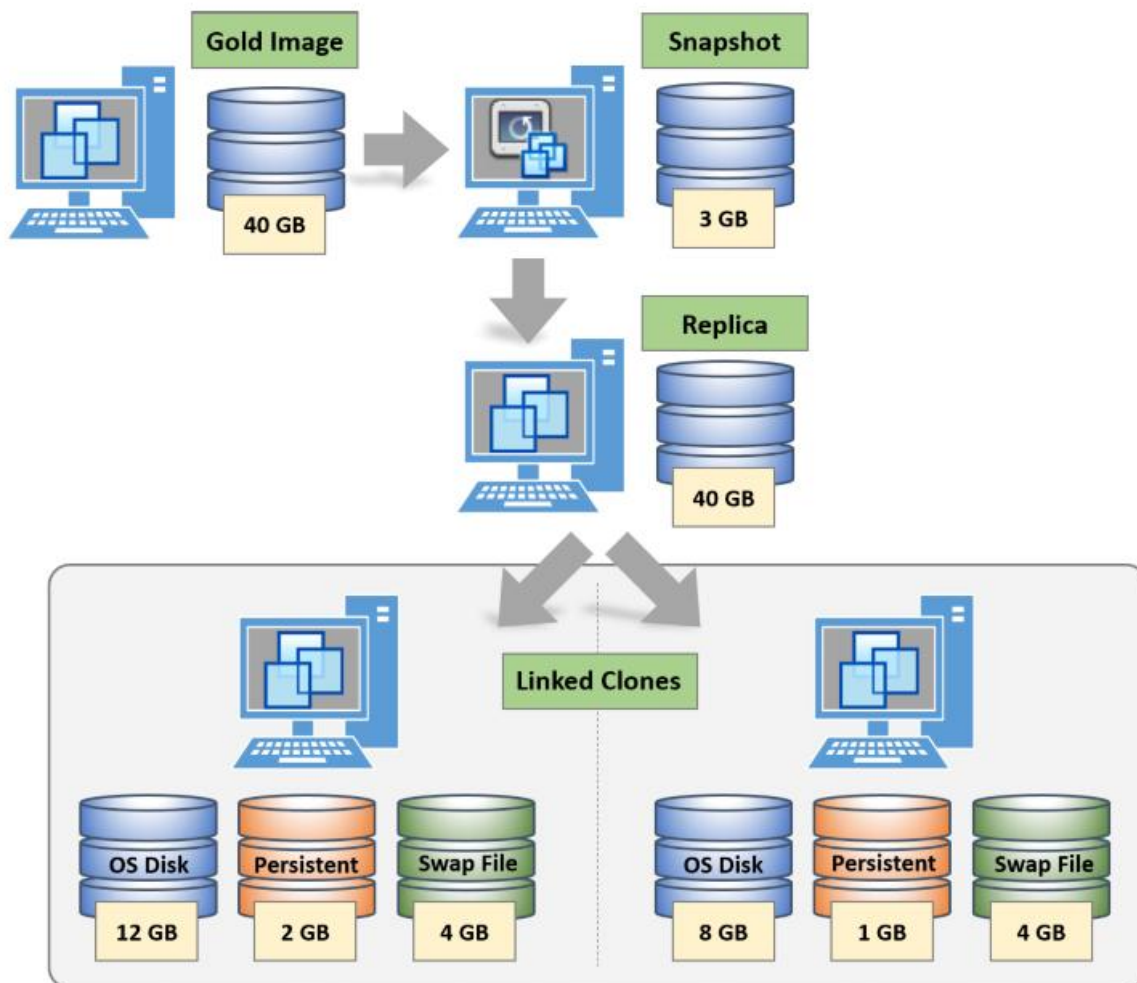 Gold Image
Snapshot
40 GB
3 GB
Replica
40 GB
Linked Clones
OS Disk
Persistent
Swap File
OS Disk
Persistent
Swap File
12 GB
2 GB
4 GB
8 GB
1 GB
4 GB